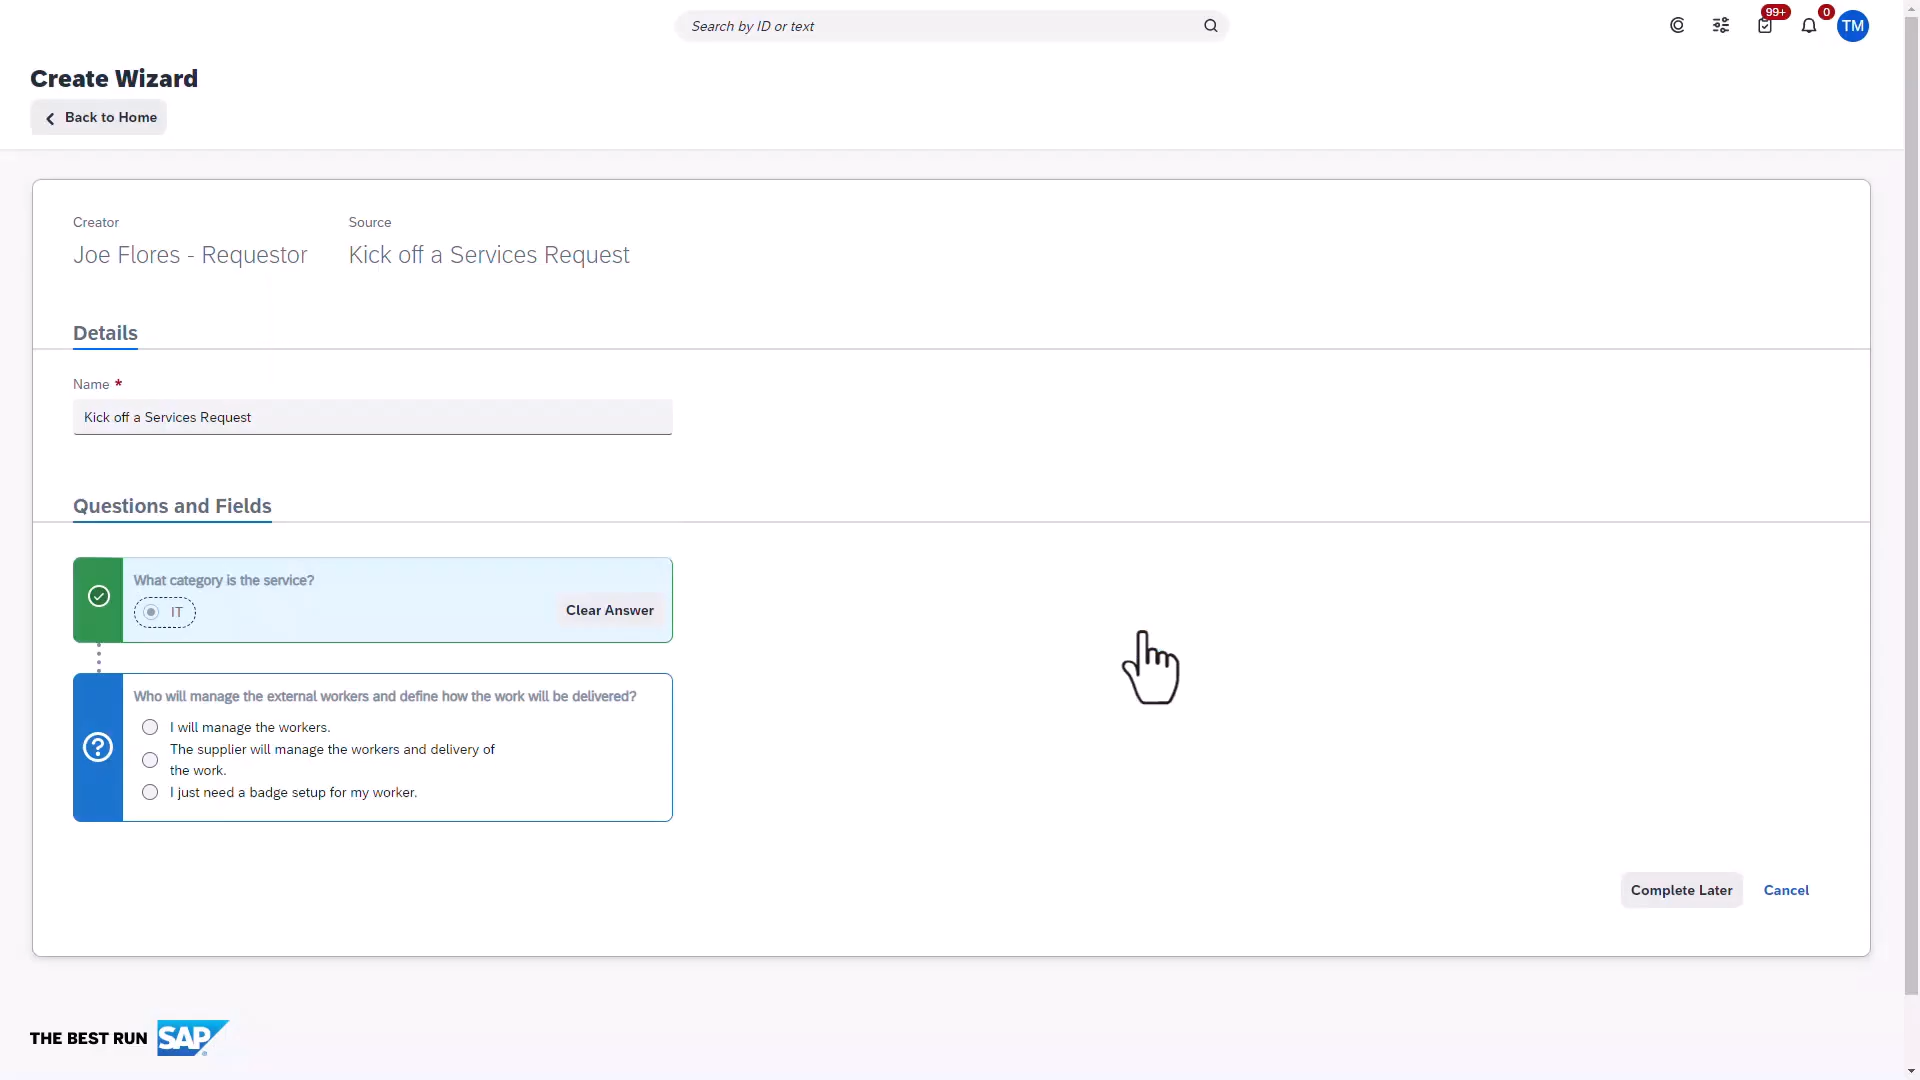 Search by ID or text
99+
0
TM
Create Wizard
Back to Home
Creator
Source
Joe Flores - Requestor
Kick off a Services Request
Details
Name *
Kick off a Services Request
Questions and Fields
What category is the service?
IT
Clear Answer
Who will manage the external workers and define how the work will be delivered?
I will manage the workers.
The supplier will manage the workers and delivery of
the work.
I just need a badge setup for my worker.
Complete Later
Cancel
THE BEST RUN SAP